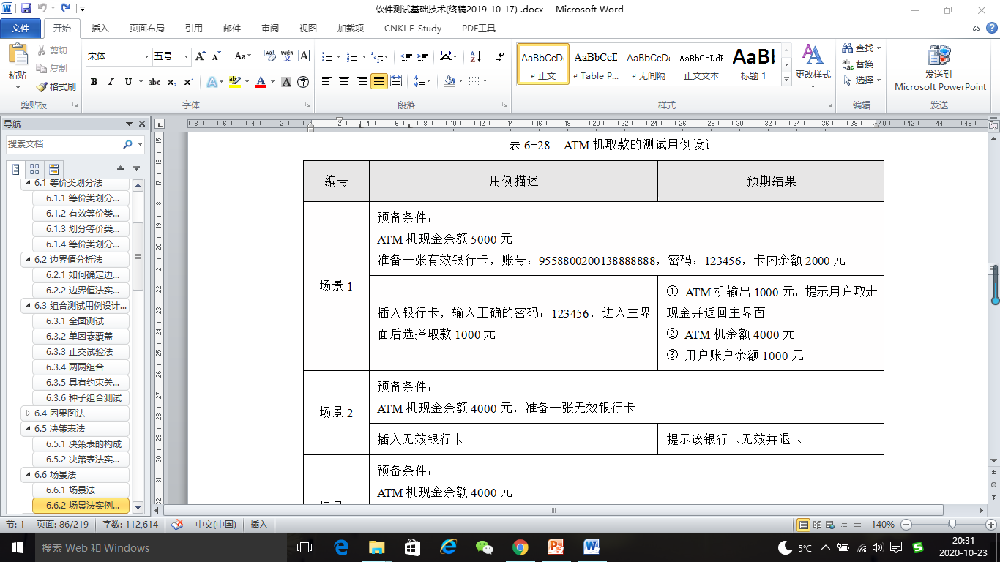 软件测试基础技术(终稿2019-10-17) .docx - Microsoft Word
文件 开始 插入 页面布局 引用 邮件 审阅 视图 加载项 CNKI E-Study PDF工具
粘贴 剪切 复制 格式刷
宋体 五号
AaBbCcDc AaBbCcI AaBbCcDc AaBbCcDdI AaBb
正文 Table P... 无间隔 正文文本 标题 1
更改样式
查找 替换 选择
发送到
Microsoft PowerPoint
剪贴板 字体 段落 样式 编辑 发送
导航
搜索文档
6.1 等价类划分法
6.1.1 等价类划分...
6.1.2 有效等价类...
6.1.3 划分等价类...
6.1.4 等价类划分...
6.2 边界值分析法
6.2.1 如何确定边...
6.2.2 边界值法实...
6.3 组合测试用例设计...
6.3.1 全面测试
6.3.2 单因素覆盖
6.3.3 正交试验法
6.3.4 两两组合
6.3.5 具有约束关...
6.3.6 种子组合测试
6.4 因果图法
6.5 决策表法
6.5.1 决策表的构成
6.5.2 决策表法实...
6.6 场景法
6.6.1 场景法
6.6.2 场景法实例...
表 6-28 ATM 机取款的测试用例设计
编号 用例描述 预期结果
场景 1
预备条件：
ATM 机现金余额 5000 元
准备一张有效银行卡，账号：9558800200138888888，密码：123456，卡内余额 2000 元
插入银行卡，输入正确的密码：123456，进入主界
面后选择取款 1000 元
① ATM 机输出 1000 元，提示用户取走
现金并返回主界面
② ATM 机余额 4000 元
③ 用户账户余额 1000 元
场景 2
预备条件：
ATM 机现金余额 4000 元，准备一张无效银行卡
插入无效银行卡 提示该银行卡无效并退卡
预备条件：
ATM 机现金余额 4000 元
节: 1 页面: 86/219 字数: 112,614 中文(中国) 插入 140%
搜索 Web 和 Windows
5℃
20:31
2020-10-23